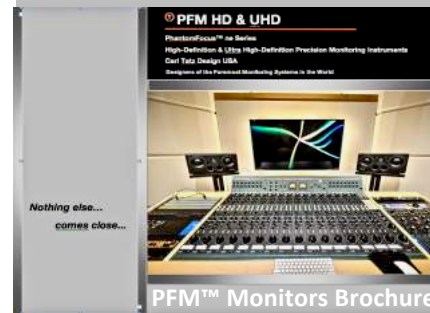 PFM HD & UHD
PhantomFocus™ ne Series
High-Definition & Ultra High-Definition Precision Monitoring Instruments
Carl Tatz Design USA
Designers of the Foremost Monitoring Systems in the World
Nothing else...
comes close...
PFM™ Monitors Brochure